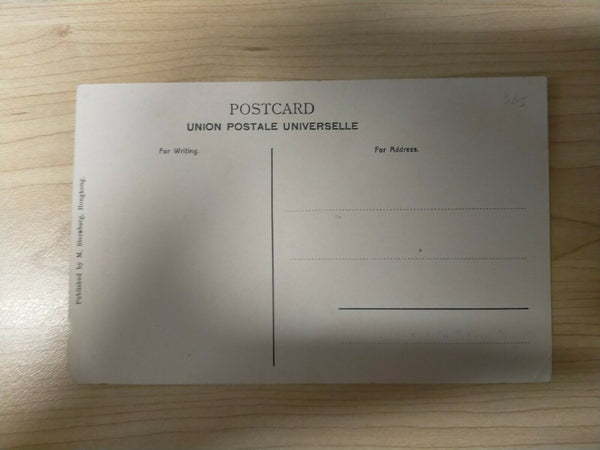 POSTCARD
UNION POSTALE UNIVERSELLE
For Writing.
For Address.
Published by M. Sternberg, Hongkong.